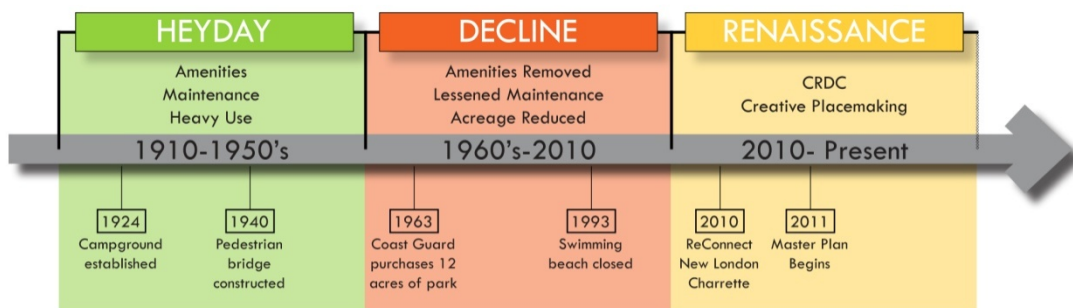 HEYDAY
Amenities
Maintenance
Heavy Use
1910-1950's
1924
Campground
established
1940
Pedestrian
bridge
constructed
DECLINE
Amenities Removed
Lessened Maintenance
Acreage Reduced
1960's-2010
1963
Coast Guard
purchases 12
acres of park
1993
Swimming
beach closed
RENAISSANCE
CRDC
Creative Placemaking
2010- Present
2010
ReConnect
New London
Charrette
2011
Master Plan
Begins